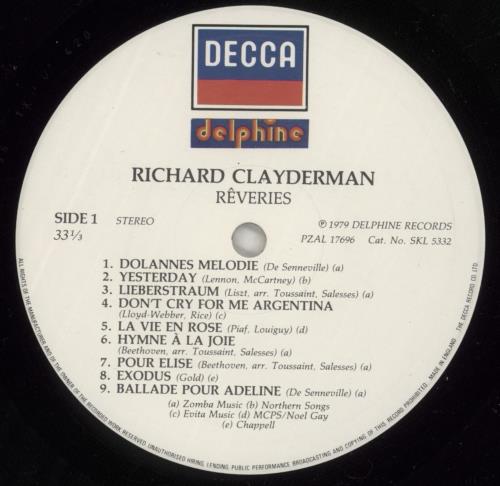 DECCA
delphine
RICHARD CLAYDERMAN
RÊVERIES
SIDE 1 STEREO
33⅓
℗ 1979 DELPHINE RECORDS
PZAL 17696 Cat. No. SKL 5332
1. DOLANNES MELODIE (De Senneville) (a)
2. YESTERDAY (Lennon, McCartney) (b)
3. LIEBERSTRAUM (Liszt, arr. Toussaint, Salesses) (a)
4. DON'T CRY FOR ME ARGENTINA
(Lloyd-Webber, Rice) (c)
5. LA VIE EN ROSE (Piaf, Louiguy) (d)
6. HYMNE À LA JOIE
(Beethoven, arr. Toussaint, Salesses) (a)
7. POUR ELISE (Beethoven, arr. Toussaint, Salesses) (a)
8. EXODUS (Gold) (e)
9. BALLADE POUR ADELINE (De Senneville) (a)
(a) Zomba Music (b) Northern Songs
(c) Evita Music (d) MCPS/Noel Gay
(e) Chappell
ALL RIGHTS OF THE MANUFACTURER AND OF THE OWNER OF THE RECORDED WORK RESERVED. UNAUTHORISED HIRING, LENDING, PUBLIC PERFORMANCE, BROADCASTING AND COPYING OF THIS RECORD PROHIBITED. MADE IN ENGLAND. THE DECCA RECORD CO. LTD.